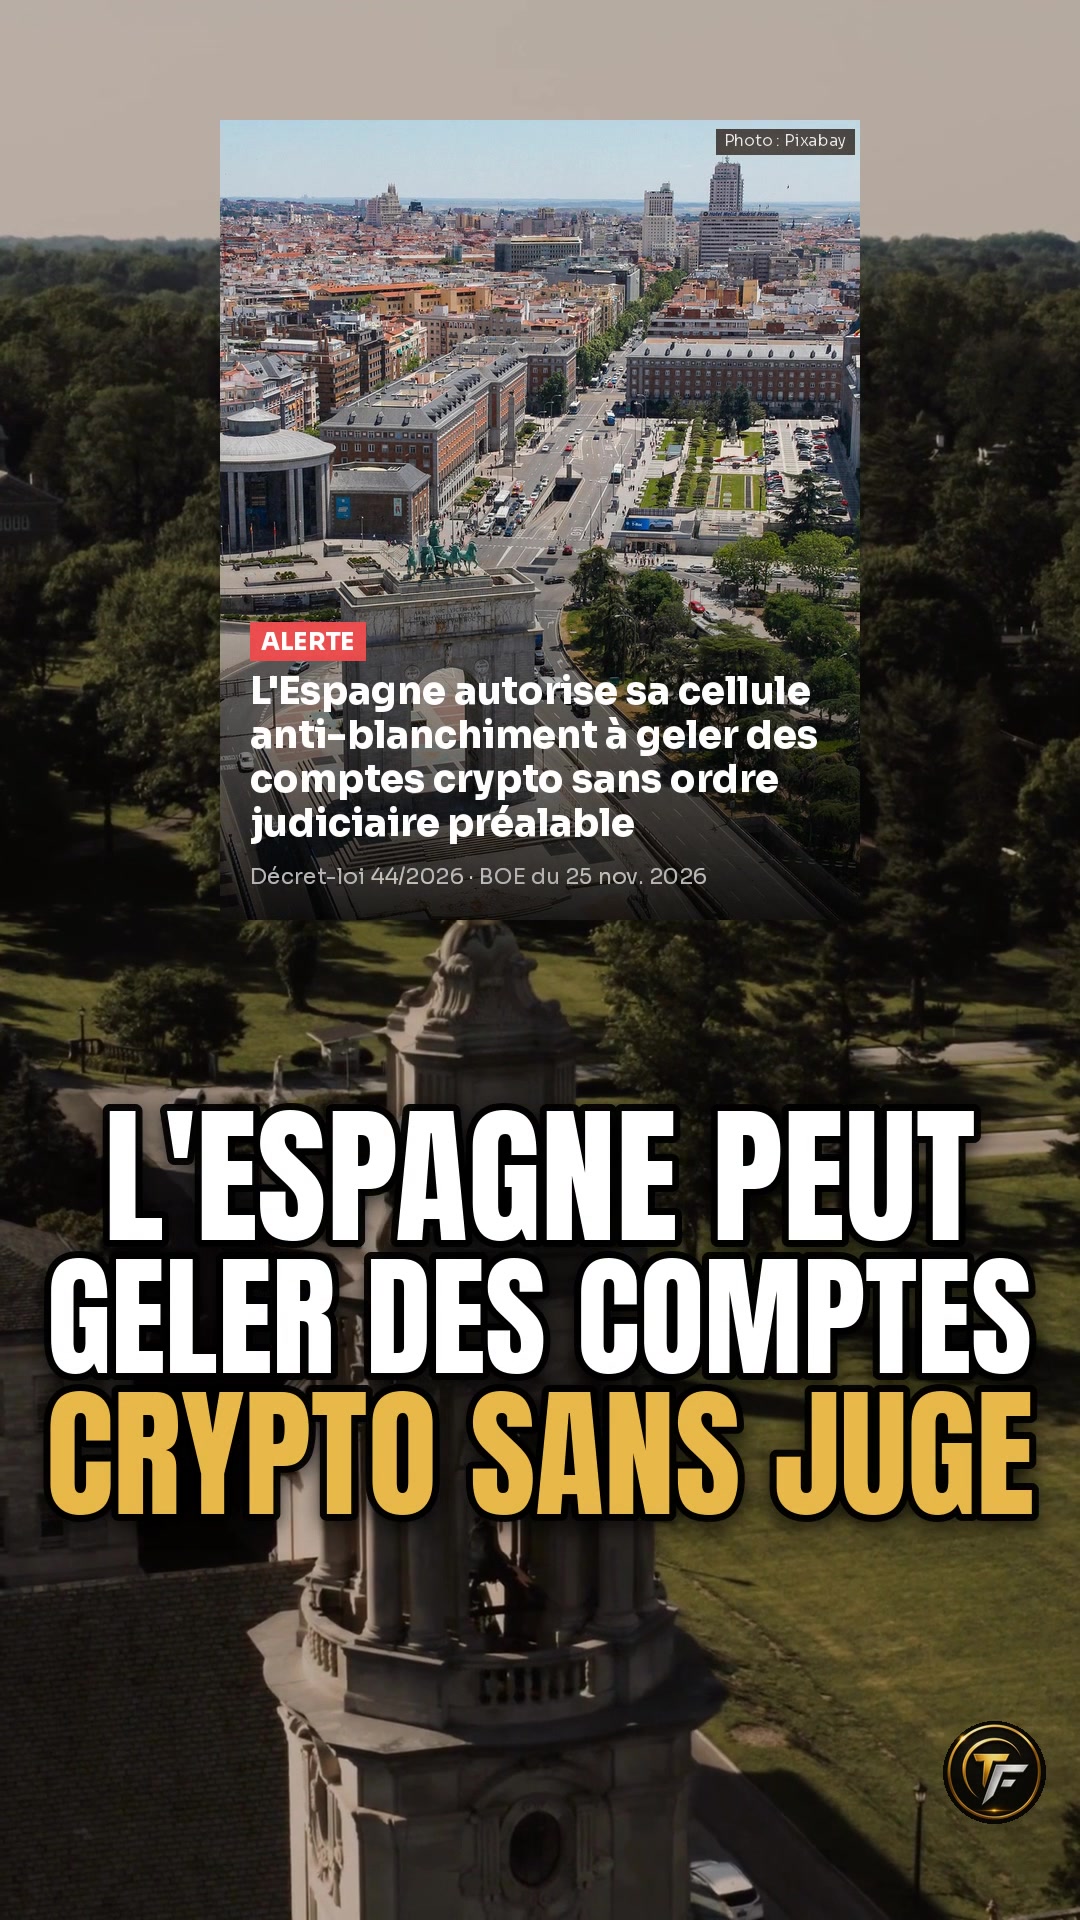 Photo : Pixabay
ALERTE
L'Espagne autorise sa cellule
anti-blanchiment à geler des
comptes crypto sans ordre
judiciaire préalable
Décret-loi 44/2026 · BOE du 25 nov. 2026
L'ESPAGNE PEUT
GELER DES COMPTES
CRYPTO SANS JUGE
TF